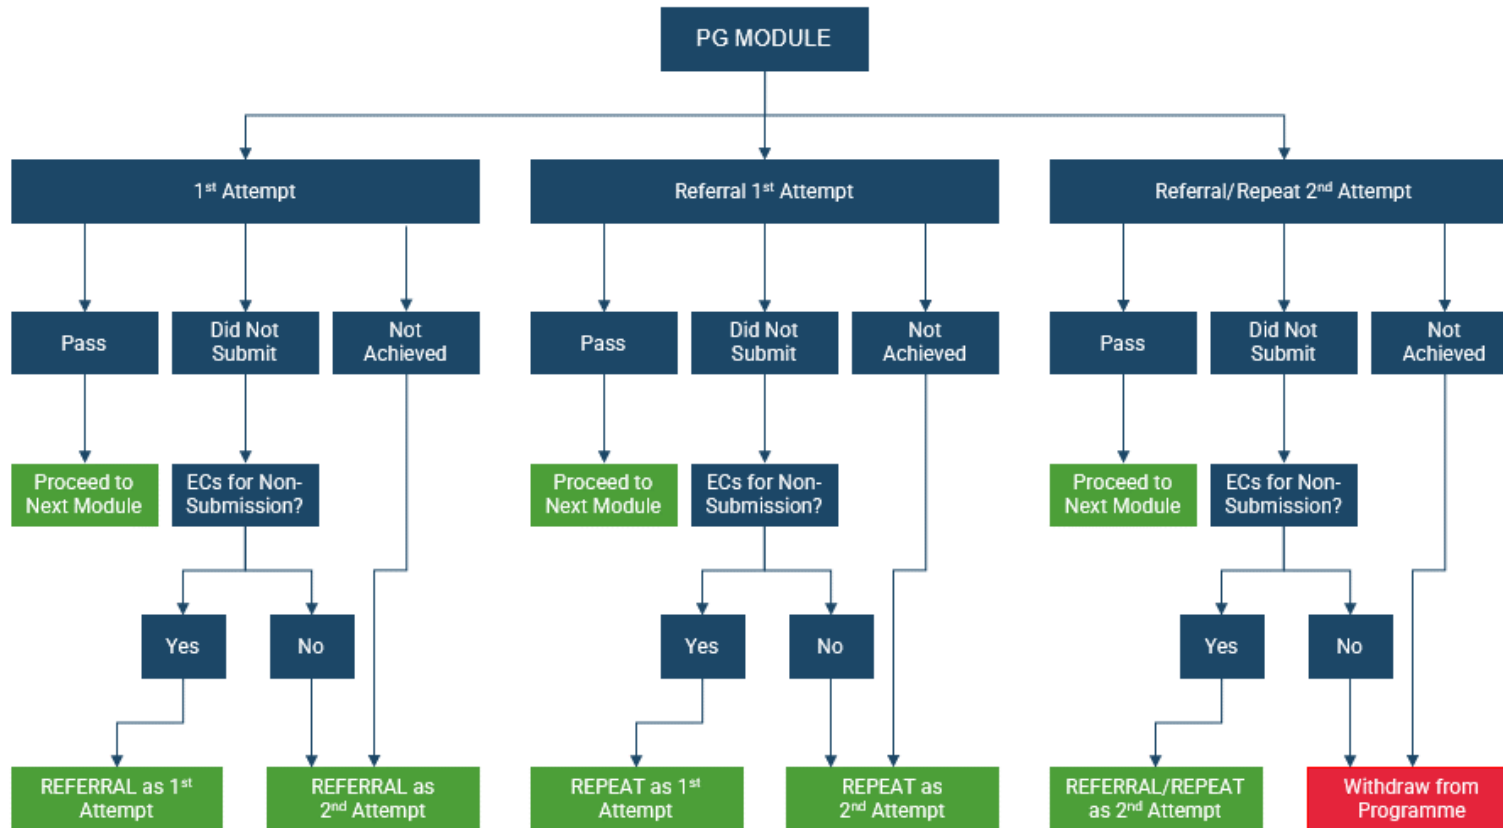 PG MODULE
1st Attempt
Referral 1st Attempt
Referral/Repeat 2nd Attempt
Pass
Did Not
Submit
Not
Achieved
Pass
Did Not
Submit
Not
Achieved
Pass
Did Not
Submit
Not
Achieved
Proceed to
Next Module
ECs for Non-
Submission?
Proceed to
Next Module
ECs for Non-
Submission?
Proceed to
Next Module
ECs for Non-
Submission?
Yes
No
Yes
No
Yes
No
REFERRAL as 1st
Attempt
REFERRAL as
2nd Attempt
REPEAT as 1st
Attempt
REPEAT as
2nd Attempt
REFERRAL/REPEAT
as 2nd Attempt
Withdraw from
Programme